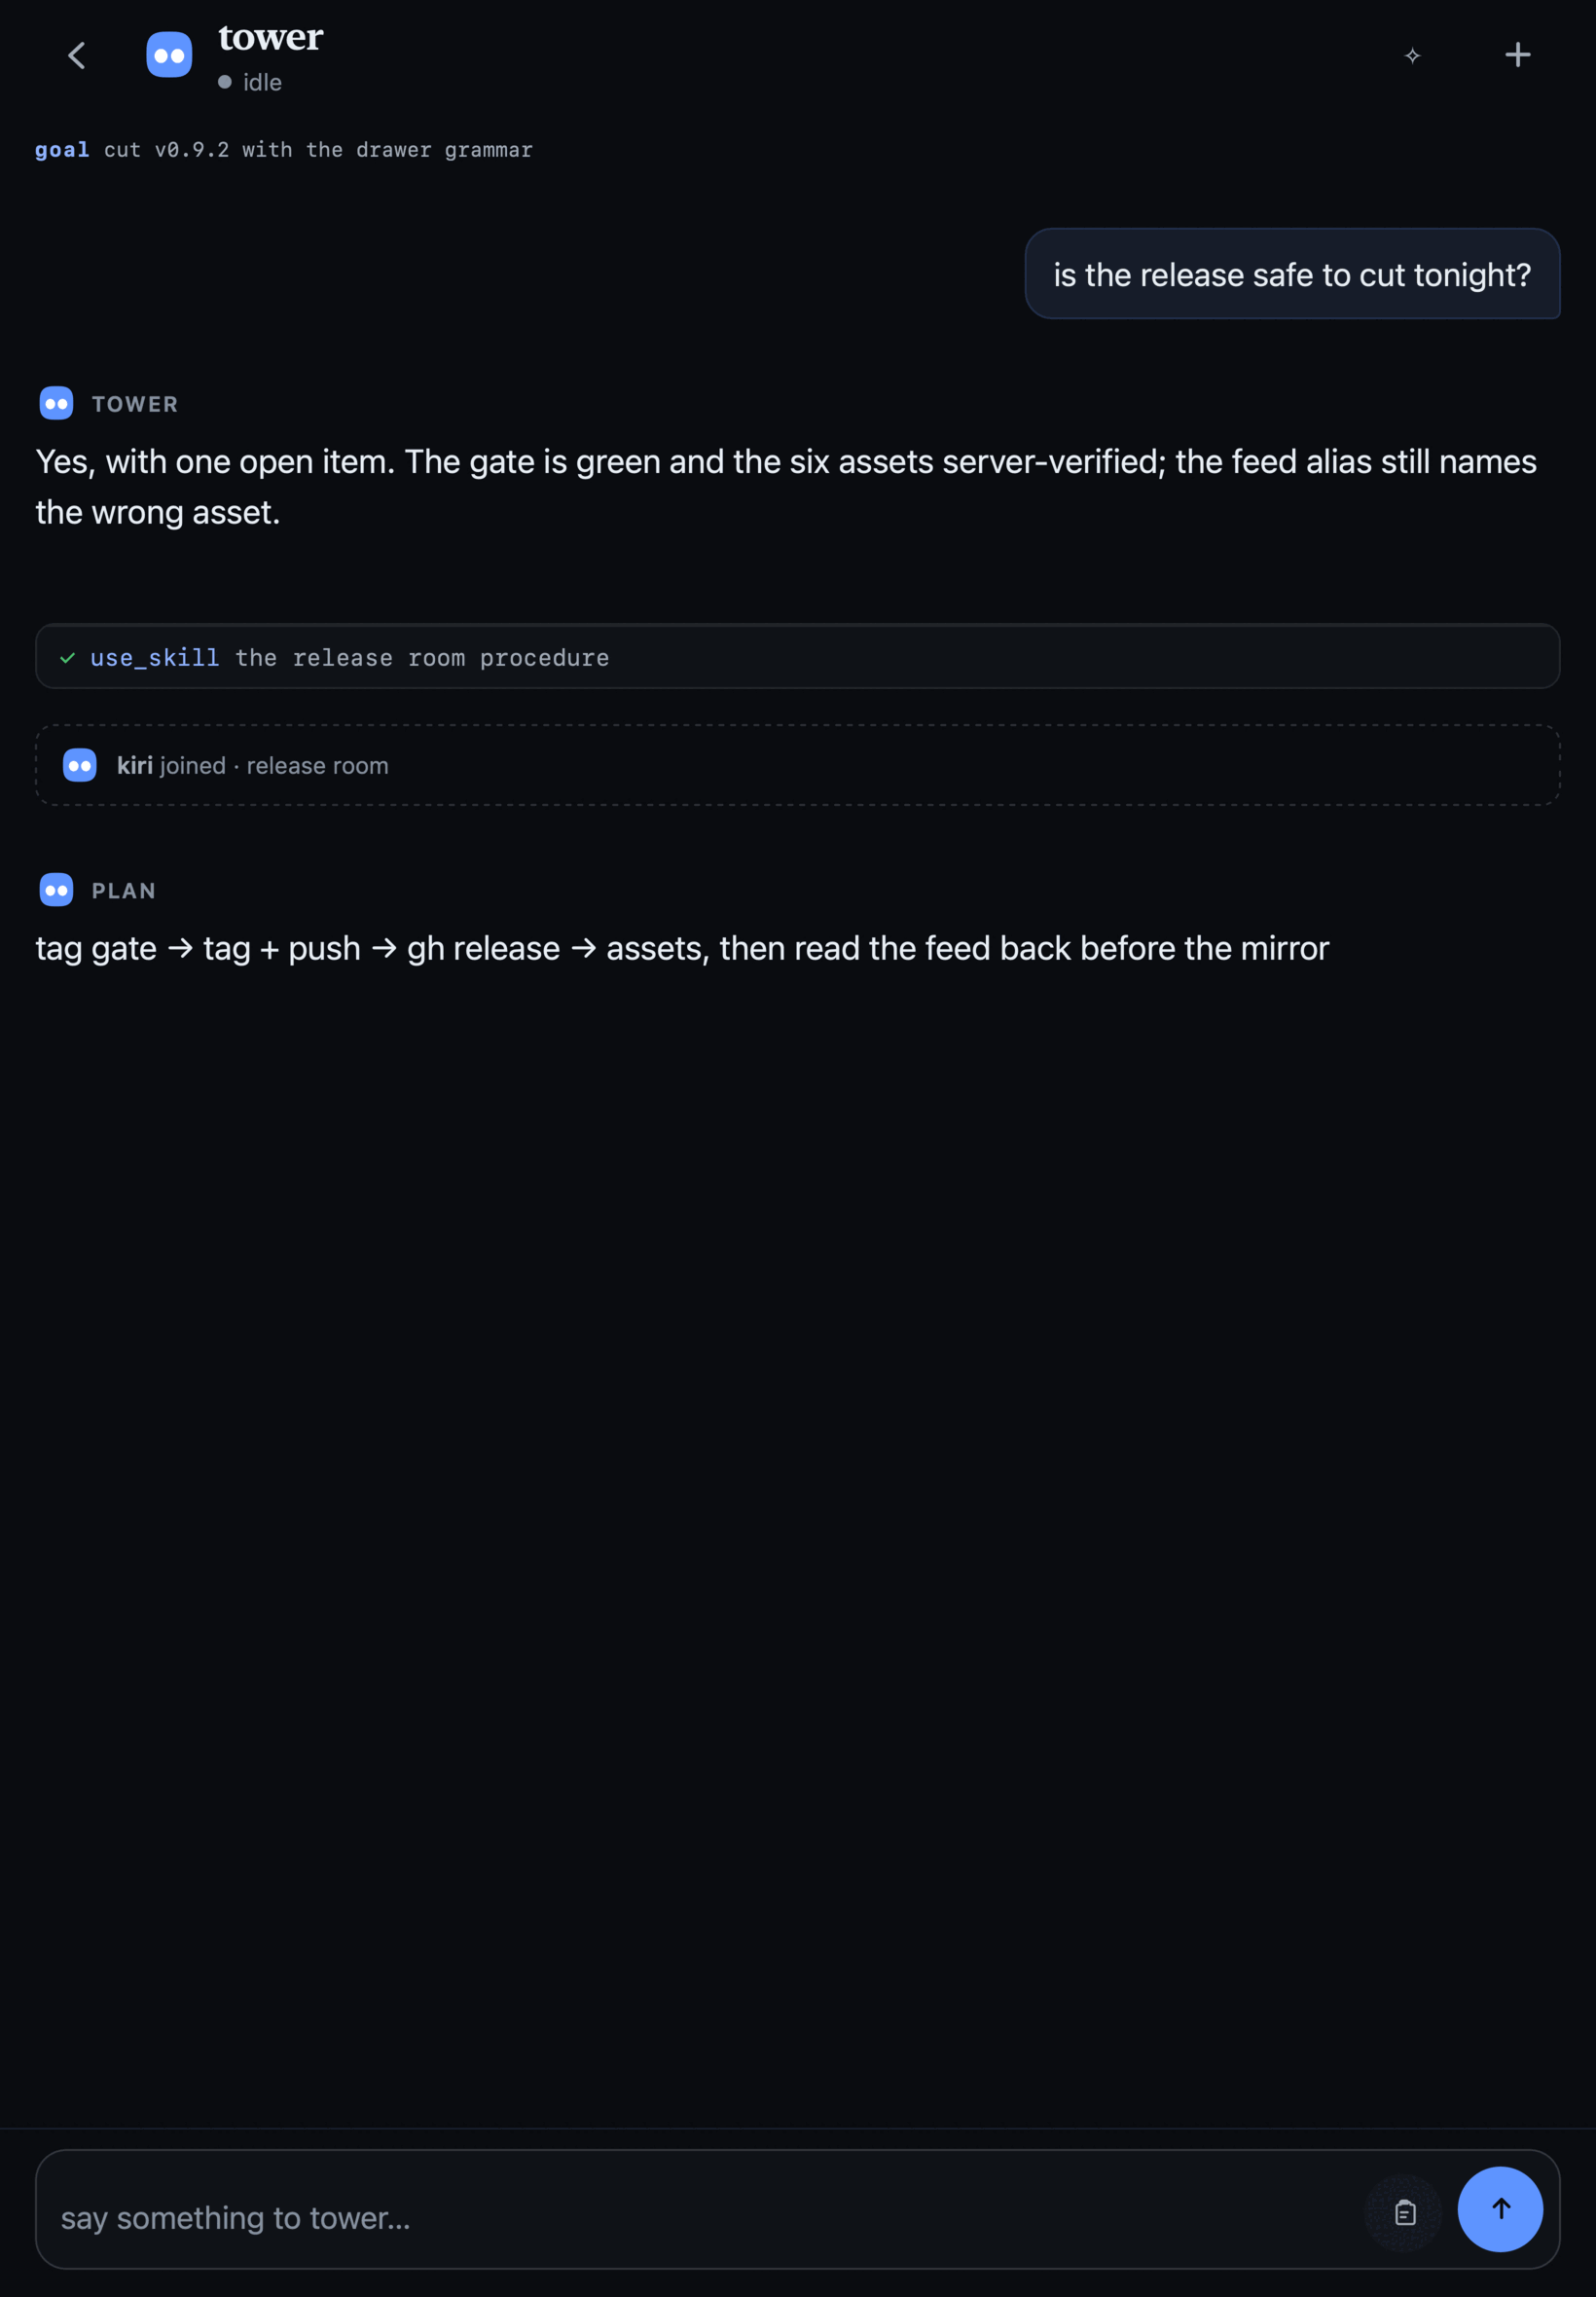 tower
idle
goal cut v0.9.2 with the drawer grammar
is the release safe to cut tonight?
TOWER
Yes, with one open item. The gate is green and the six assets server-verified; the feed alias still names
the wrong asset.
✓ use_skill the release room procedure
kiri joined · release room
PLAN
tag gate → tag + push → gh release → assets, then read the feed back before the mirror
say something to tower...